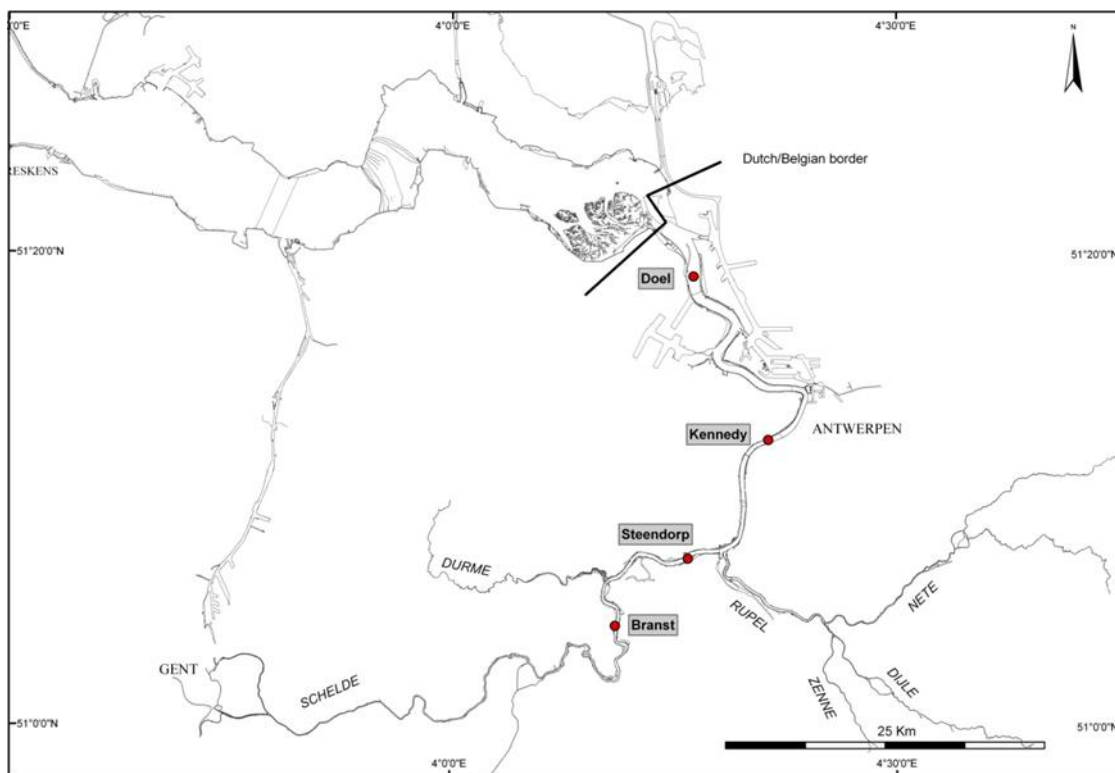 0'0"E
4°0'0"E
4°30'0"E
N
Dutch/Belgian border
RESKENS
51°20'0"N
51°20'0"N
Doel
Kennedy
ANTWERPEN
Steendorp
DURME
NETE
RUPEL
Branst
GENT
SCHELDE
DIJLE
ZENNE
51°0'0"N
25 Km
51°0'0"N
4°0'0"E
4°30'0"E